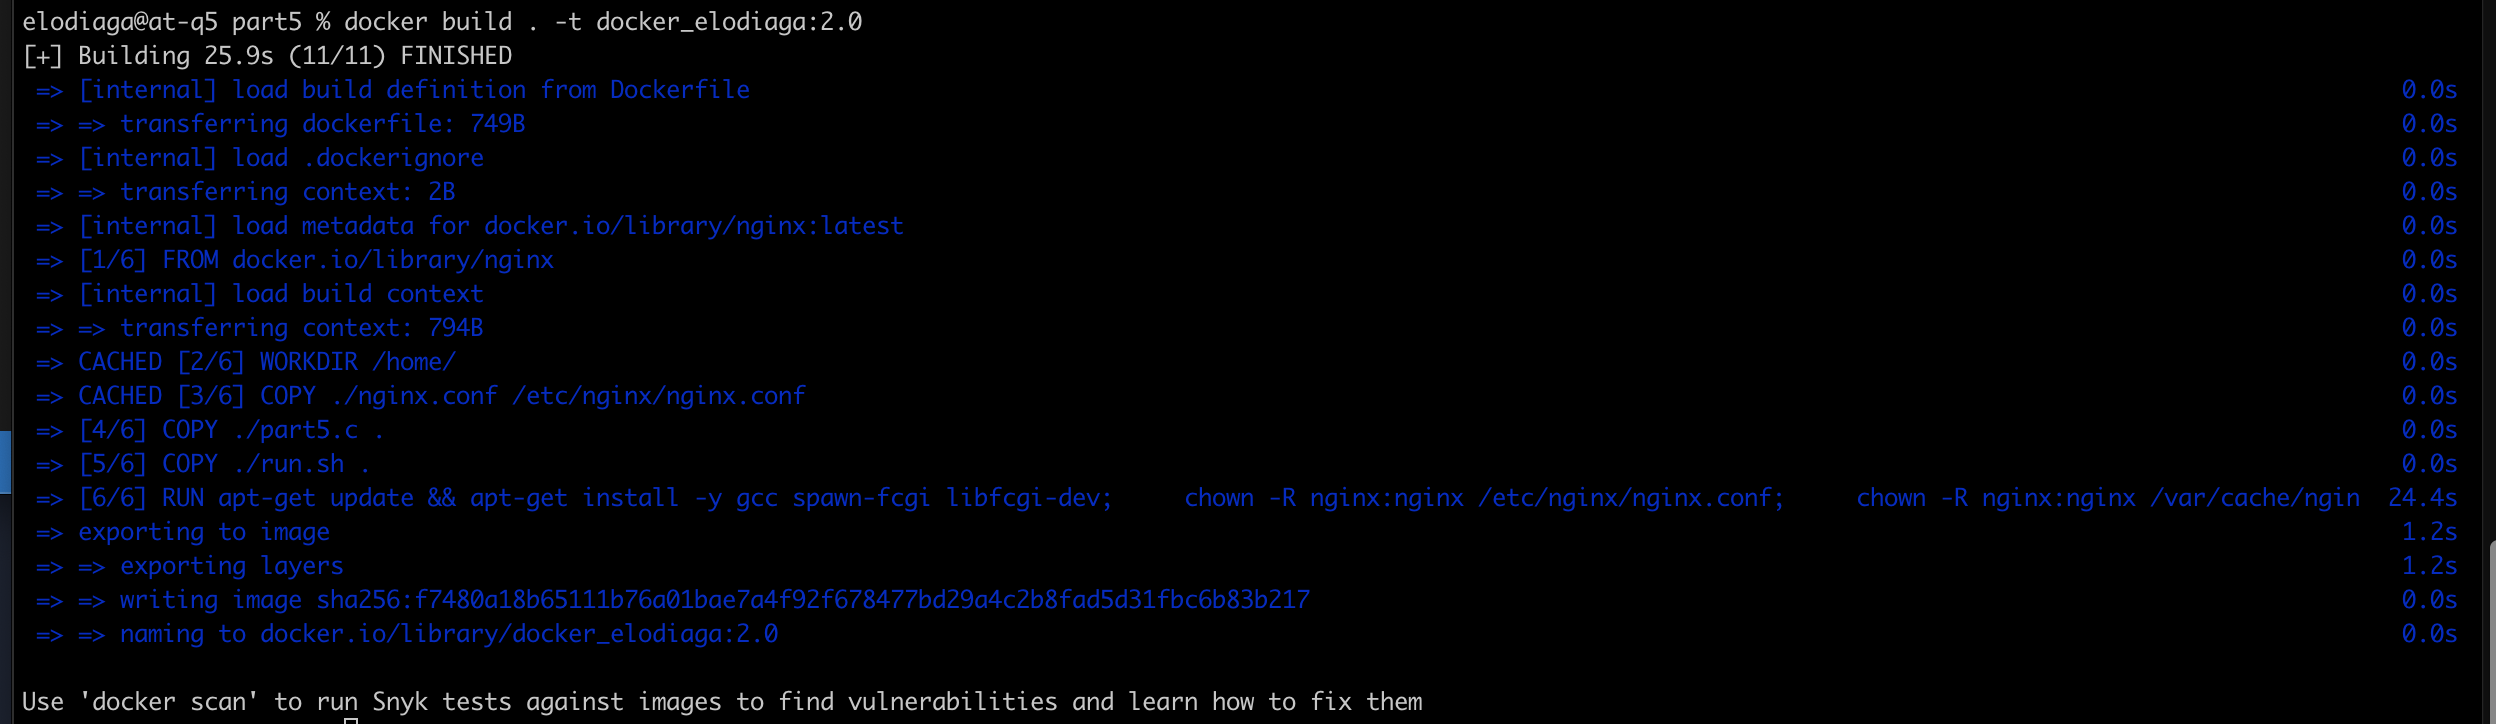 elodiaga@at-q5 part5 % docker build . -t docker_elodiaga:2.0
[+] Building 25.9s (11/11) FINISHED
=> [internal] load build definition from Dockerfile 0.0s
=> => transferring dockerfile: 749B 0.0s
=> [internal] load .dockerignore 0.0s
=> => transferring context: 2B 0.0s
=> [internal] load metadata for docker.io/library/nginx:latest 0.0s
=> [1/6] FROM docker.io/library/nginx 0.0s
=> [internal] load build context 0.0s
=> => transferring context: 794B 0.0s
=> CACHED [2/6] WORKDIR /home/ 0.0s
=> CACHED [3/6] COPY ./nginx.conf /etc/nginx/nginx.conf 0.0s
=> [4/6] COPY ./part5.c . 0.0s
=> [5/6] COPY ./run.sh . 0.0s
=> [6/6] RUN apt-get update && apt-get install -y gcc spawn-fcgi libfcgi-dev;     chown -R nginx:nginx /etc/nginx/nginx.conf;     chown -R nginx:nginx /var/cache/ngin 24.4s
=> exporting to image 1.2s
=> => exporting layers 1.2s
=> => writing image sha256:f7480a18b65111b76a01bae7a4f92f678477bd29a4c2b8fad5d31fbc6b83b217 0.0s
=> => naming to docker.io/library/docker_elodiaga:2.0 0.0s
Use 'docker scan' to run Snyk tests against images to find vulnerabilities and learn how to fix them